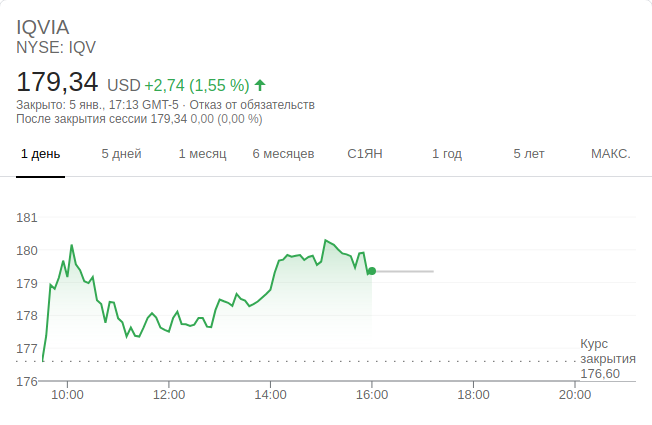 IQVIA
NYSE: IQV
179,34 USD +2,74 (1,55 %)
Закрыто: 5 янв., 17:13 GMT-5 · Отказ от обязательств
После закрытия сессии 179,34 0,00 (0,00 %)
1 день 5 дней 1 месяц 6 месяцев С1ЯН 1 год 5 лет МАКС.
181
180
179
178
177
176
Курс
закрытия
176,60
10:00 12:00 14:00 16:00 18:00 20:00